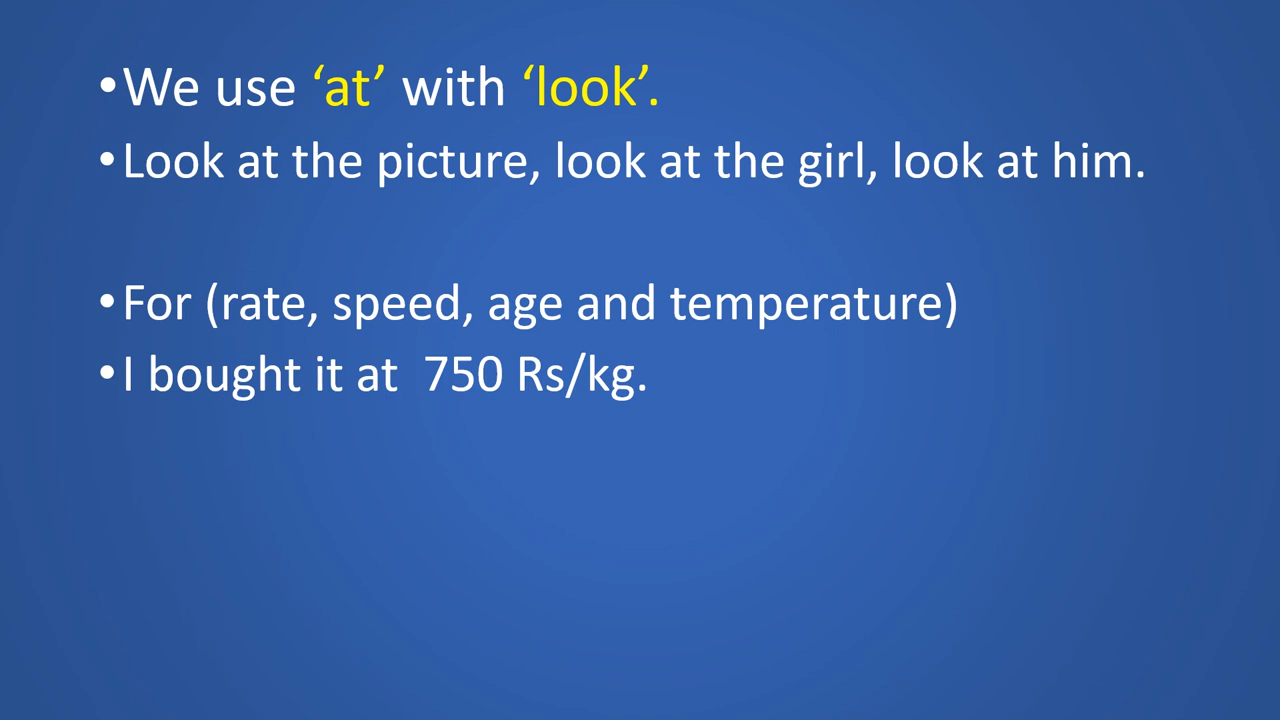 •We use ‘at’ with ‘look’.
•Look at the picture, look at the girl, look at him.
•For (rate, speed, age and temperature)
•I bought it at  750 Rs/kg.